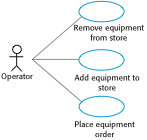 Remove equipment
from store
Operator
Add equipment to
store
Place equipment
order